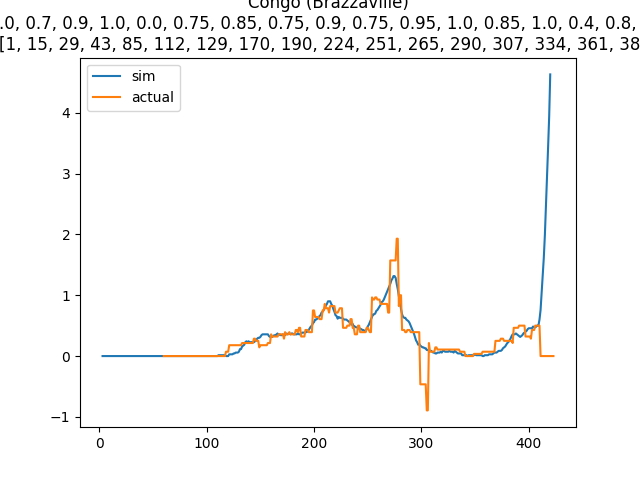 Congo (Brazzaville)
.0, 0.7, 0.9, 1.0, 0.0, 0.75, 0.85, 0.75, 0.9, 0.75, 0.95, 1.0, 0.85, 1.0, 0.4, 0.8,
[1, 15, 29, 43, 85, 112, 129, 170, 190, 224, 251, 265, 290, 307, 334, 361, 38
sim
actual
4
3
2
1
0
−1
0 100 200 300 400